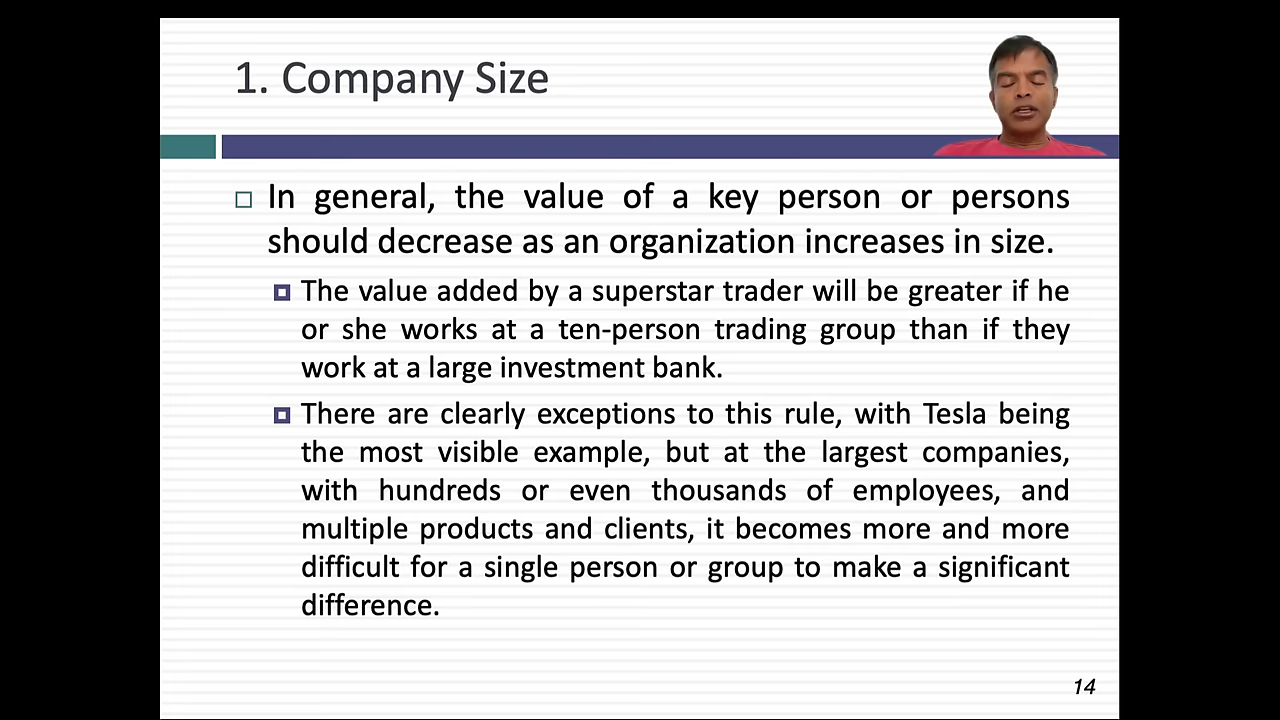 1. Company Size
In general, the value of a key person or persons
should decrease as an organization increases in size.
The value added by a superstar trader will be greater if he
or she works at a ten-person trading group than if they
work at a large investment bank.
There are clearly exceptions to this rule, with Tesla being
the most visible example, but at the largest companies,
with hundreds or even thousands of employees, and
multiple products and clients, it becomes more and more
difficult for a single person or group to make a significant
difference.
14